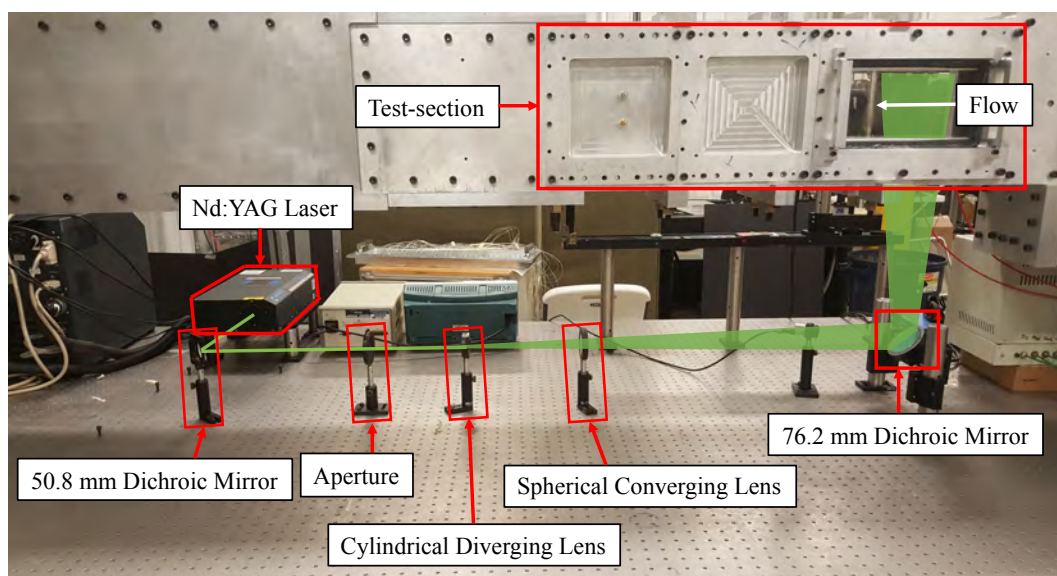 Test-section
Flow
Nd:YAG Laser
50.8 mm Dichroic Mirror
Aperture
Cylindrical Diverging Lens
Spherical Converging Lens
76.2 mm Dichroic Mirror